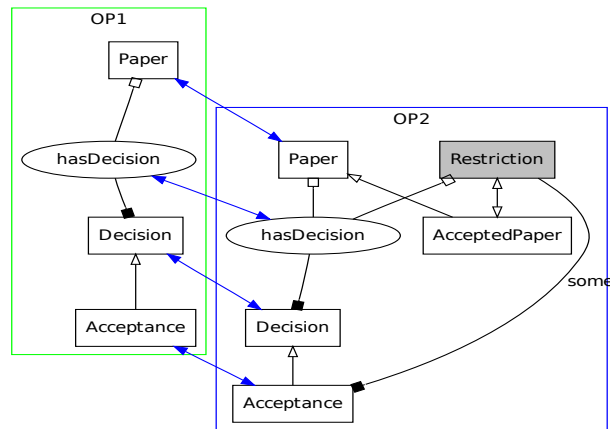 OP1
Paper
hasDecision
Decision
Acceptance
OP2
Paper
Restriction
hasDecision
AcceptedPaper
some
Decision
Acceptance